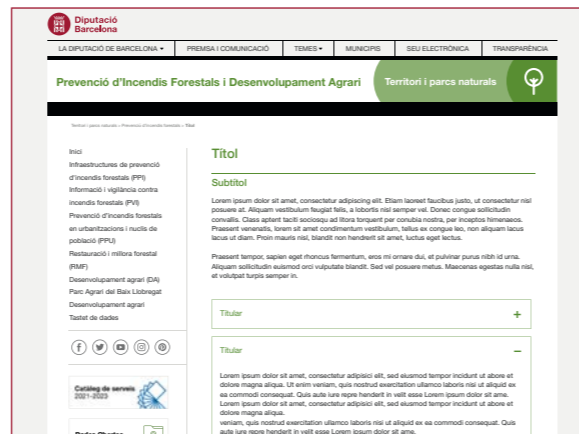 Diputació
Barcelona
LA DIPUTACIÓ DE BARCELONA
PREMSA I COMUNICACIÓ
TEMES
MUNICIPIS
SEU ELECTRÒNICA
TRANSPARÈNCIA
Prevenció d'Incendis Forestals i Desenvolupament Agrari
Territori i parcs naturals
Territori i parcs naturals > Prevenció d'Incendis forestals > Títol
Inici
Infraestructures de prevenció
d'incendis forestals (PPI)
Informació i vigilància contra
incendis forestals (PVI)
Prevenció d'incendis forestals
en urbanitzacions i nuclis de
població (PPU)
Restauració i millora forestal
(RMF)
Desenvolupament agrari (DA)
Parc Agrari del Baix Llobregat
Desenvolupament agrari
Tastet de dades
Catàleg de serveis
2021-2023
Títol
Subtítol
Lorem ipsum dolor sit amet, consectetur adipiscing elit. Etiam laoreet faucibus justo, ut consectetur nisl
posuere at. Aliquam vestibulum feugiat felis, a lobortis nisl semper vel. Donec congue sollicitudin
convallis. Class aptent taciti sociosqu ad litora torquent per conubia nostra, per inceptos himenaeos.
Praesent venenatis, lorem sit amet condimentum vestibulum, tellus ex congue leo, non aliquam lacus
lacus ut diam. Proin mauris nisl, blandit non hendrerit sit amet, luctus eget lectus.
Praesent tempor, sapien eget rhoncus fermentum, eros mi ornare dui, et pulvinar purus nibh id urna.
Aliquam sollicitudin euismod orci vulputate blandit. Sed vel posuere metus. Maecenas egestas nulla nisl,
et volutpat turpis semper in.
Titular +
Titular –
Lorem ipsum dolor sit amet, consectetur adipisici elit, sed eiusmod tempor incidunt ut abore et
dolore magna aliqua. Ut enim veniam, quis nostrud exercitation ullamco laboris nisi ut aliquid ex
ea commodi consequat. Quis aute iure repre henderit in velit esse Lorem ipsum dolor sit ame.
Lorem ipsum dolor sit amet, consectetur adipisici elit, sed eiusmod tempor incidunt ut abore et
dolore magna aliqua.
veniam, quis nostrud exercitation ullamco laboris nisi ut aliquid ex ea commodi consequat. Quis
aute iure repre henderit in velit esse Lorem ipsum dolor sit ame.